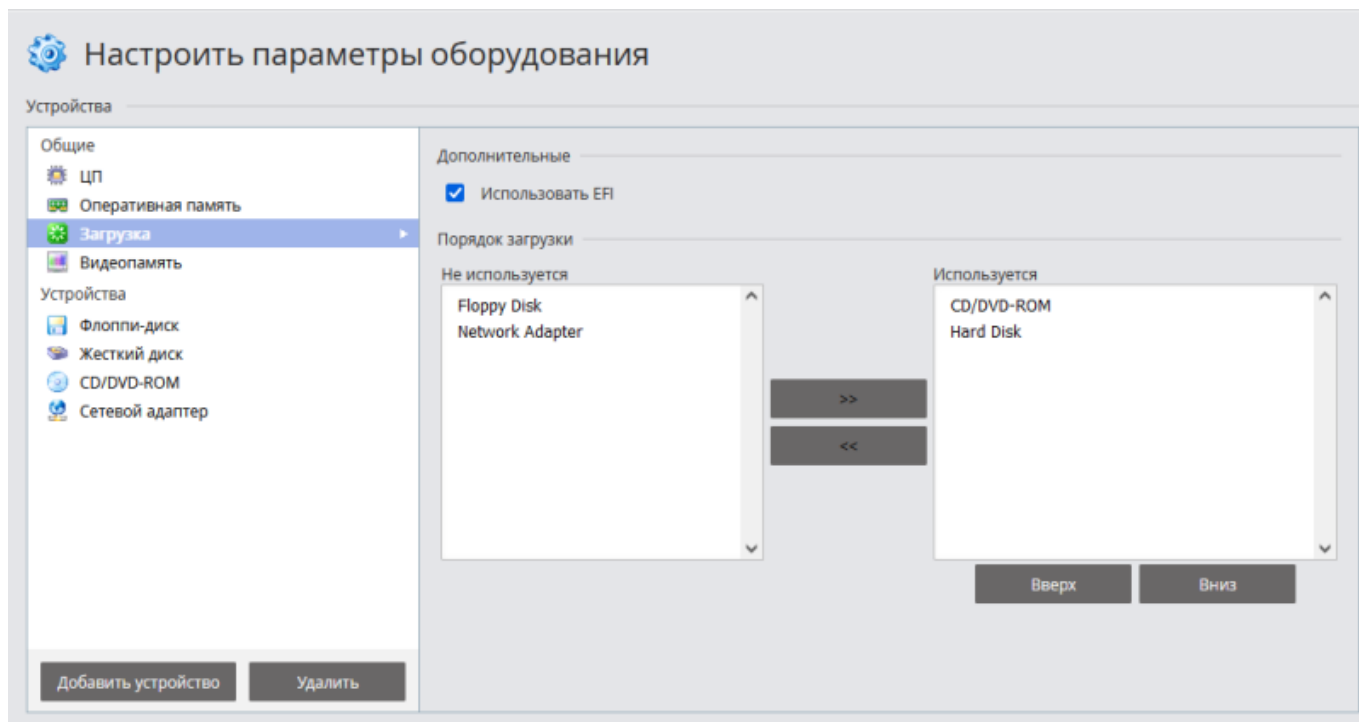 Настроить параметры оборудования
Устройства
Общие
ЦП
Оперативная память
Загрузка
Видеопамять
Устройства
Флоппи-диск
Жесткий диск
CD/DVD-ROM
Сетевой адаптер
Добавить устройство
Удалить
Дополнительные
Использовать EFI
Порядок загрузки
Не используется
Floppy Disk
Network Adapter
>>
<<
Используется
CD/DVD-ROM
Hard Disk
Вверх
Вниз